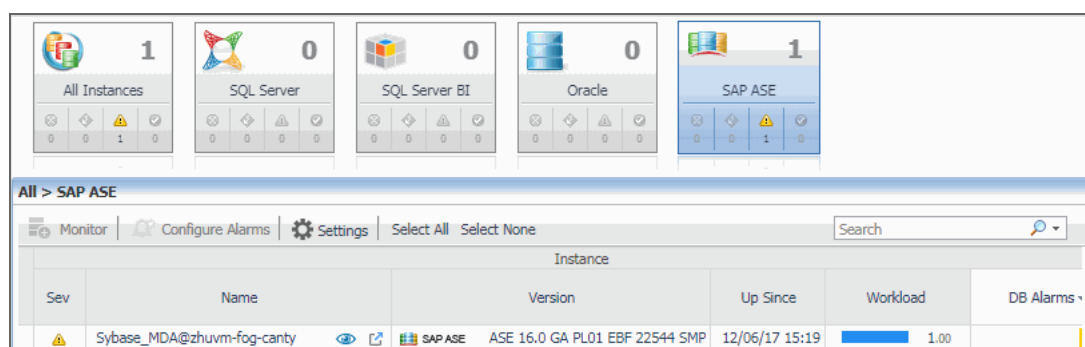 1 0 0 0 1
All Instances SQL Server SQL Server BI Oracle SAP ASE
0 0 1 0 0 0 0 0 0 0 0 0 0 0 0 0 0 0 1 0
All > SAP ASE
Monitor Configure Alarms Settings Select All Select None Search
Instance
Sev Name Version Up Since Workload DB Alarms
Sybase_MDA@zhuvm-fog-canty SAP ASE ASE 16.0 GA PL01 EBF 22544 SMP 12/06/17 15:19 1.00